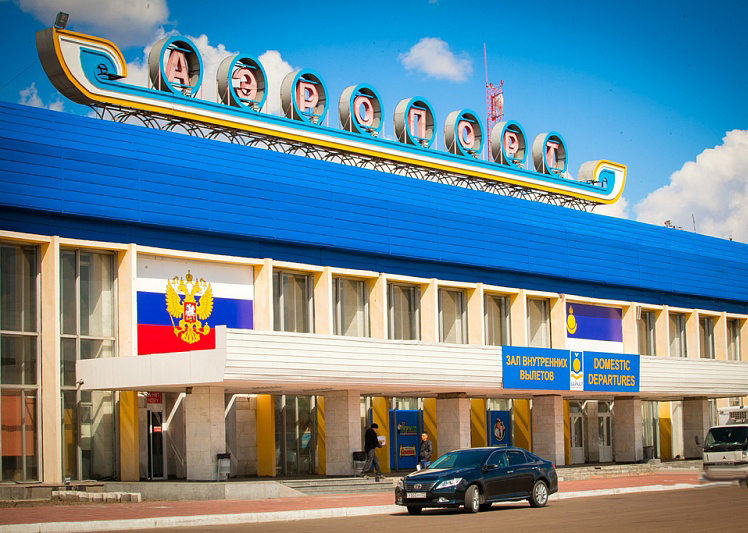 АЭРОПОРТ
ЗАЛ ВНУТРЕННИХ
ВЫЛЕТОВ
DOMESTIC
DEPARTURES